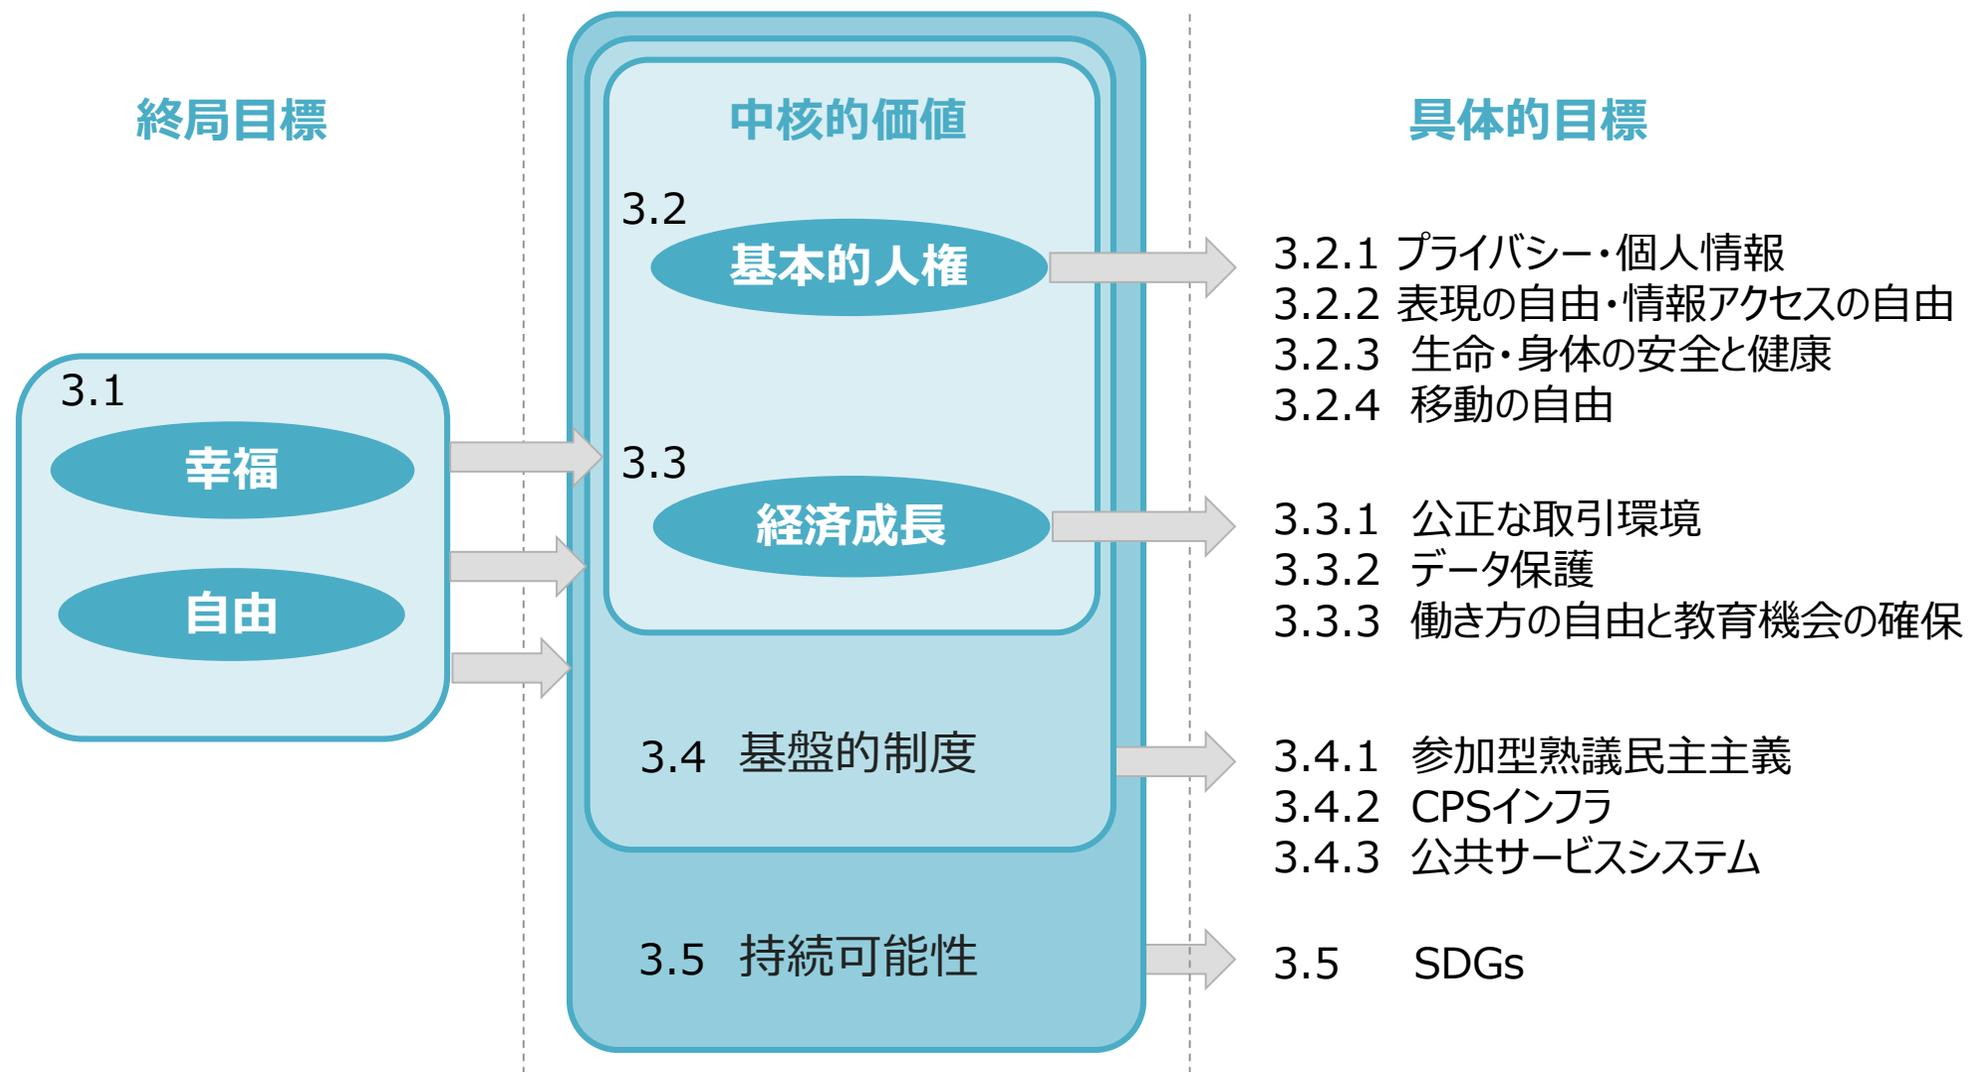 終局目標
中核的価値
具体的目標
3.1
幸福
自由
3.2
基本的人権
3.3
経済成長
3.4 基盤的制度
3.5 持続可能性
3.2.1 プライバシー・個人情報
3.2.2 表現の自由・情報アクセスの自由
3.2.3 生命・身体の安全と健康
3.2.4 移動の自由
3.3.1 公正な取引環境
3.3.2 データ保護
3.3.3 働き方の自由と教育機会の確保
3.4.1 参加型熟議民主主義
3.4.2 CPSインフラ
3.4.3 公共サービスシステム
3.5 SDGs